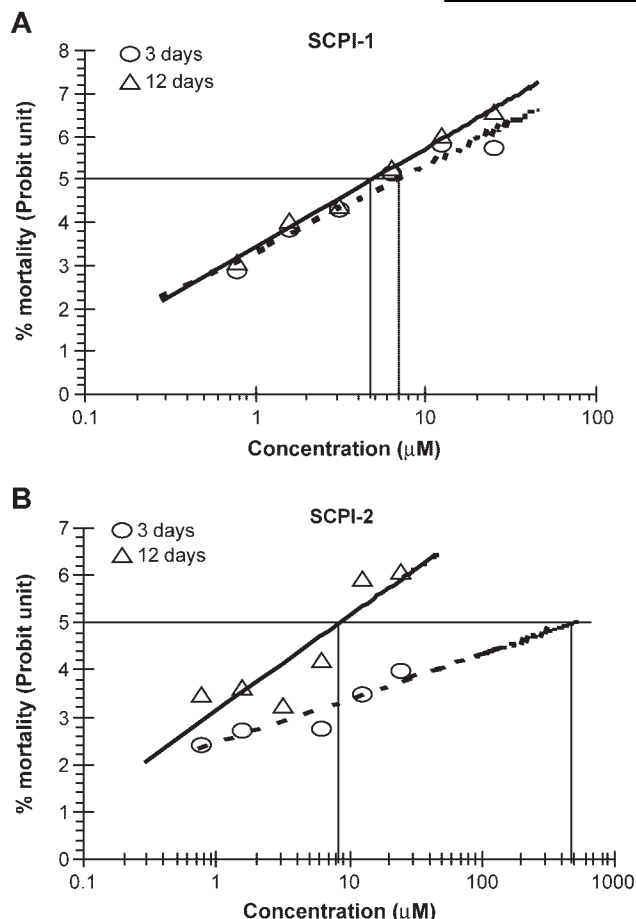 A
SCPI-1
3 days
12 days
% mortality (Probit unit)
8
7
6
5
4
3
2
1
0
0.1 1 10 100
Concentration (μM)
B
SCPI-2
3 days
12 days
% mortality (Probit unit)
7
6
5
4
3
2
1
0
0.1 1 10 100 1000
Concentration (μM)